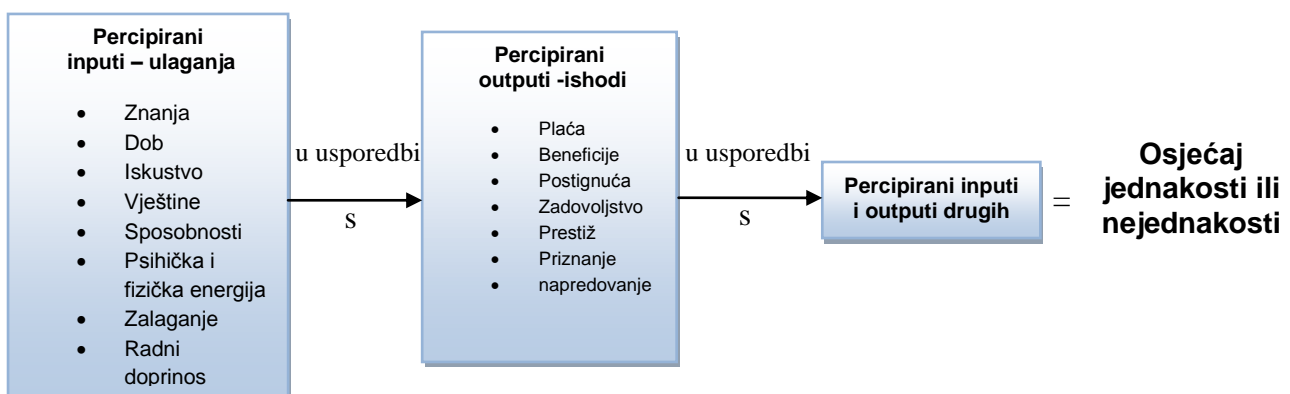 Percipirani
inputi – ulaganja
• Znanja
• Dob
• Iskustvo
• Vještine
• Sposobnosti
• Psihička i
fizička energija
• Zalaganje
• Radni
doprinos
u usporedbi
s
Percipirani
outputi -ishodi
• Plaća
• Beneficije
• Postignuća
• Zadovoljstvo
• Prestiž
• Priznanje
• napredovanje
u usporedbi
s
Percipirani inputi
i outputi drugih
=
Osjećaj
jednakosti ili
nejednakosti